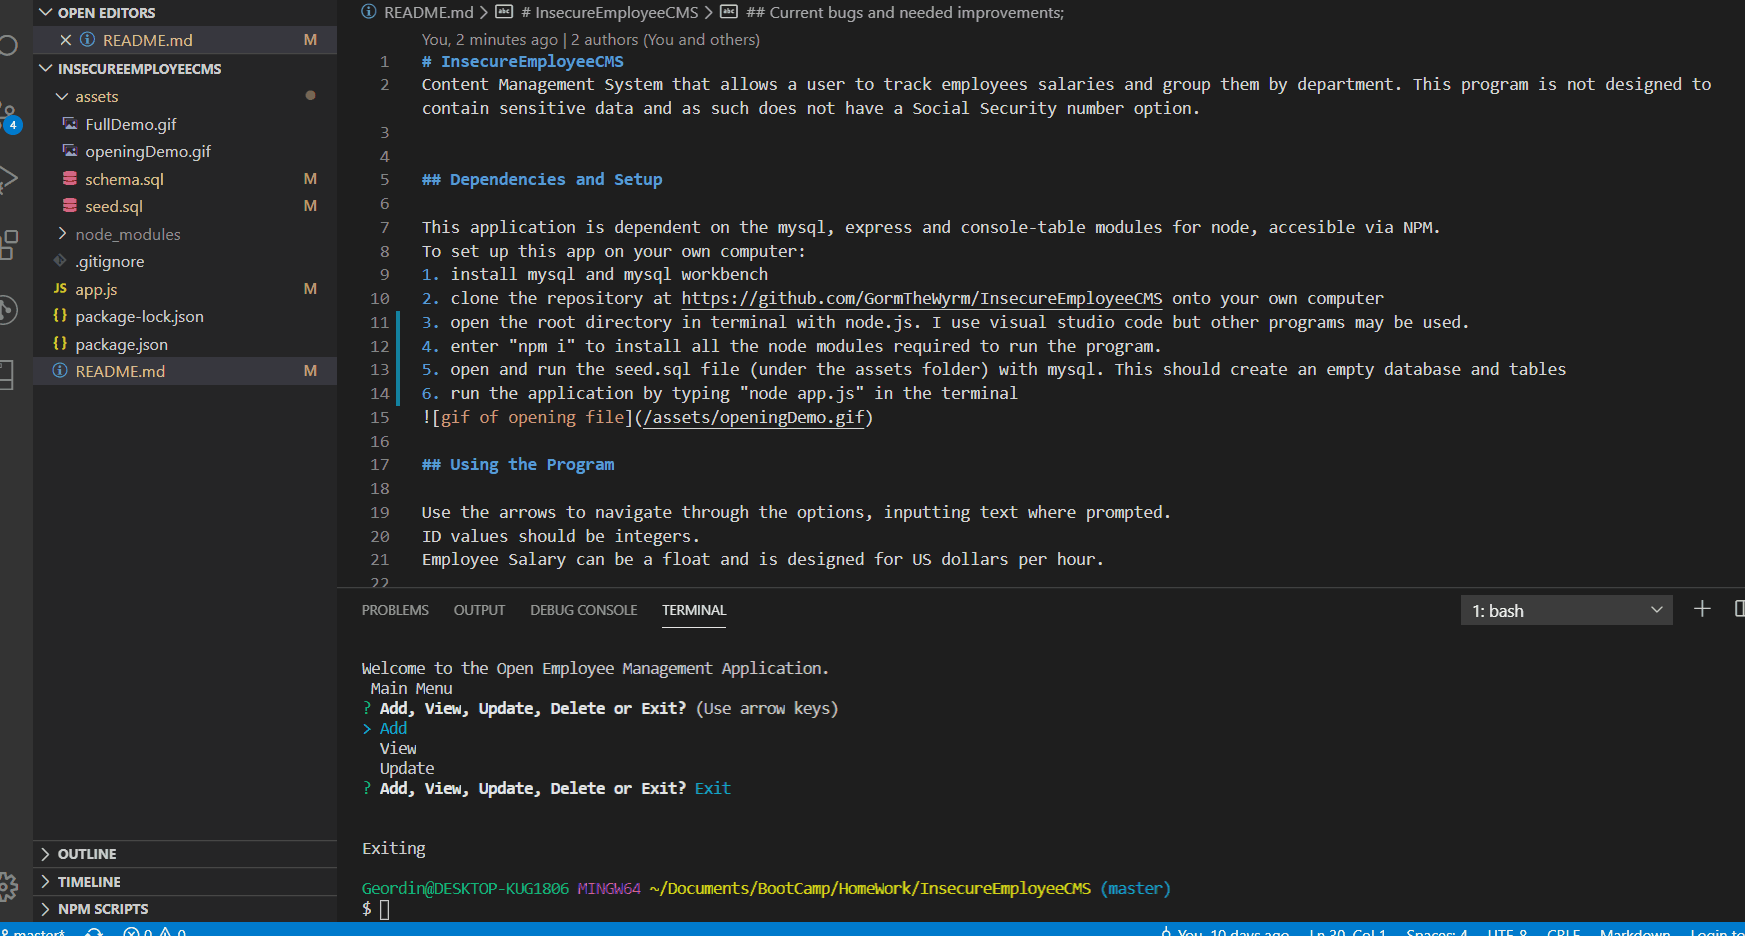 OPEN EDITORS
README.md M
INSECUREEMPLOYEECMS
assets
FullDemo.gif
openingDemo.gif
schema.sql M
seed.sql M
node_modules
.gitignore
JS app.js M
{} package-lock.json
{} package.json
README.md M
4
OUTLINE
TIMELINE
NPM SCRIPTS
README.md > abc # InsecureEmployeeCMS > abc ## Current bugs and needed improvements;
You, 2 minutes ago | 2 authors (You and others)
1 # InsecureEmployeeCMS
2 Content Management System that allows a user to track employees salaries and group them by department. This program is not designed to
contain sensitive data and as such does not have a Social Security number option.
3
4
5 ## Dependencies and Setup
6
7 This application is dependent on the mysql, express and console-table modules for node, accesible via NPM.
8 To set up this app on your own computer:
9 1. install mysql and mysql workbench
10 2. clone the repository at https://github.com/GormTheWyrm/InsecureEmployeeCMS onto your own computer
11 3. open the root directory in terminal with node.js. I use visual studio code but other programs may be used.
12 4. enter "npm i" to install all the node modules required to run the program.
13 5. open and run the seed.sql file (under the assets folder) with mysql. This should create an empty database and tables
14 6. run the application by typing "node app.js" in the terminal
15 ![gif of opening file](/assets/openingDemo.gif)
16
17 ## Using the Program
18
19 Use the arrows to navigate through the options, inputting text where prompted.
20 ID values should be integers.
21 Employee Salary can be a float and is designed for US dollars per hour.
22
PROBLEMS OUTPUT DEBUG CONSOLE TERMINAL 1: bash
Welcome to the Open Employee Management Application.
Main Menu
? Add, View, Update, Delete or Exit? (Use arrow keys)
> Add
View
Update
? Add, View, Update, Delete or Exit? Exit
Exiting
Geordin@DESKTOP-KUG1806 MINGW64 ~/Documents/BootCamp/HomeWork/InsecureEmployeeCMS (master)
$
master* 0 0 You, 10 days ago Ln 30, Col 1 Spaces: 4 UTF-8 CRLF Markdown Login to